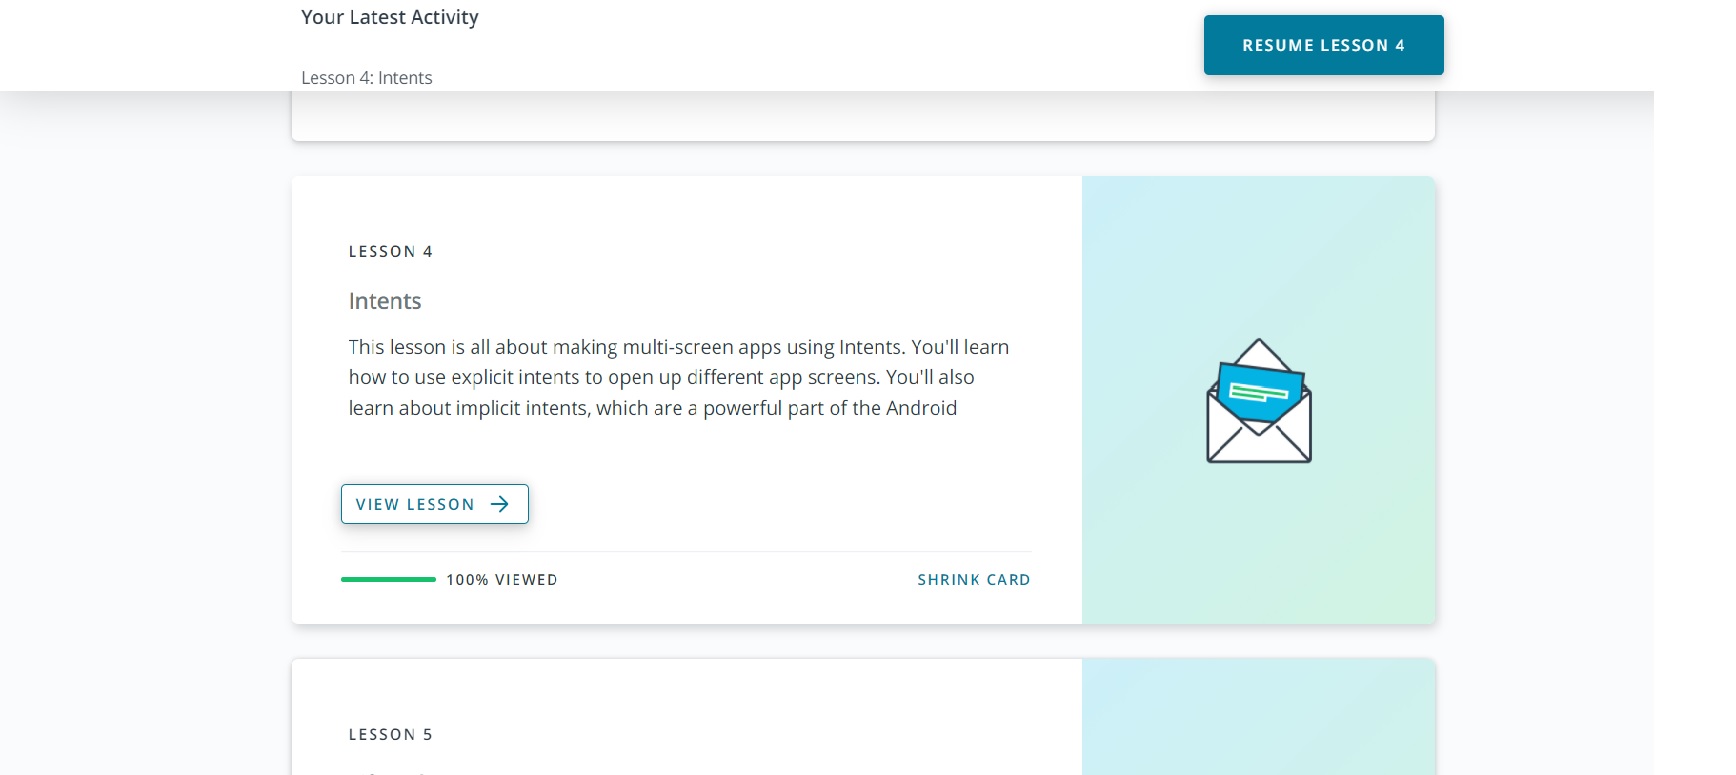 Your Latest Activity
RESUME LESSON 4
Lesson 4: Intents
LESSON 4
Intents
This lesson is all about making multi-screen apps using Intents. You'll learn
how to use explicit intents to open up different app screens. You'll also
learn about implicit intents, which are a powerful part of the Android
VIEW LESSON
100% VIEWED
SHRINK CARD
LESSON 5